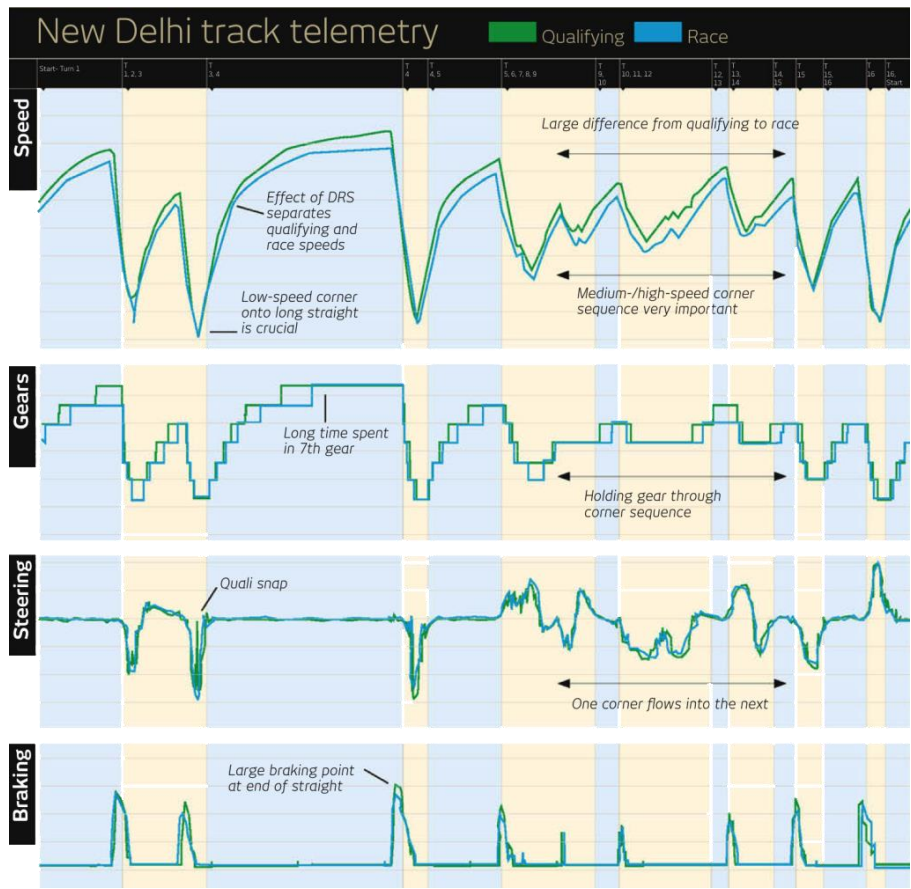 New Delhi track telemetry
Qualifying
Race
Start- Turn 1
T
1, 2, 3
3, 4
T
4
4, 5
T
5, 6, 7, 8, 9
T
9,
10
T
10, 11, 12
T
12,
13
T
13,
14
T
14,
15
T
15
T
15,
16
T
16
T
16,
Start
Speed
Large difference from qualifying to race
Effect of DRS
separates
qualifying and
race speeds
Low-speed corner
onto long straight
is crucial
Medium-/high-speed corner
sequence very important
Gears
Long time spent
in 7th gear
Holding gear through
corner sequence
Steering
Quali snap
One corner flows into the next
Braking
Large braking point
at end of straight